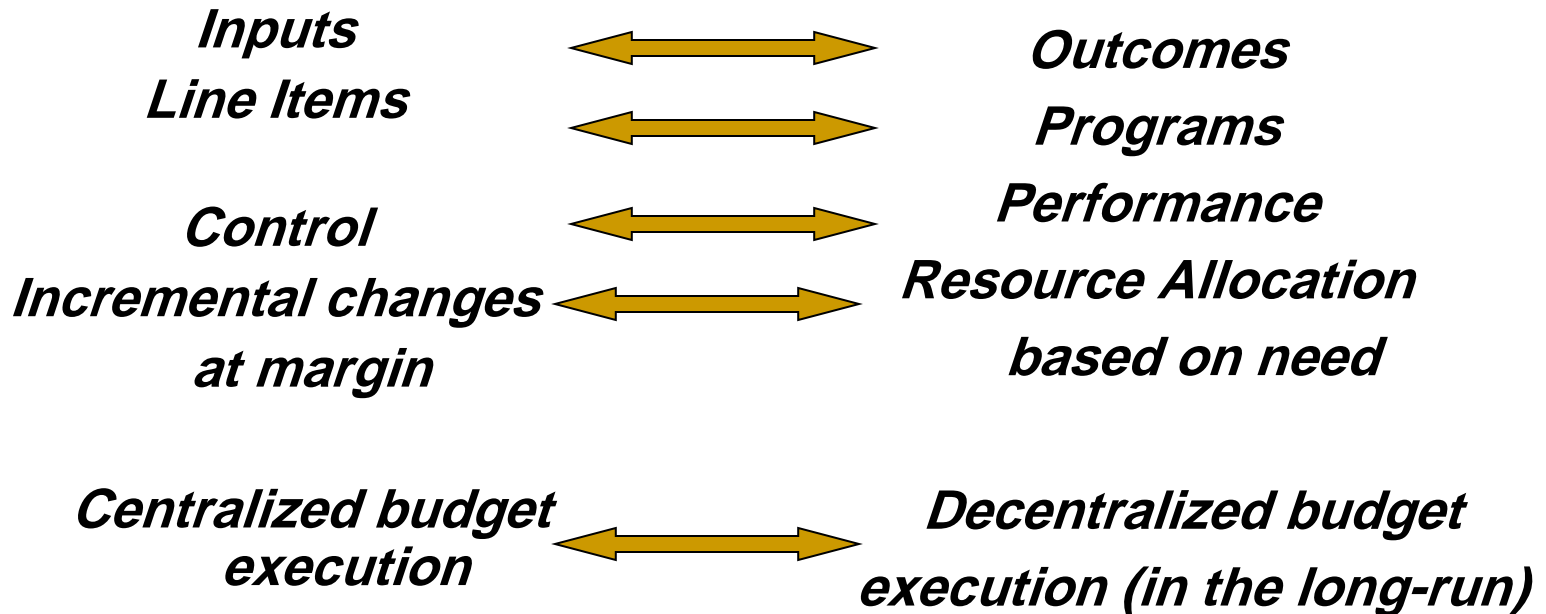 Inputs
Line Items
Control
Incremental changes
at margin
Centralized budget
execution
Outcomes
Programs
Performance
Resource Allocation
based on need
Decentralized budget
execution (in the long-run)